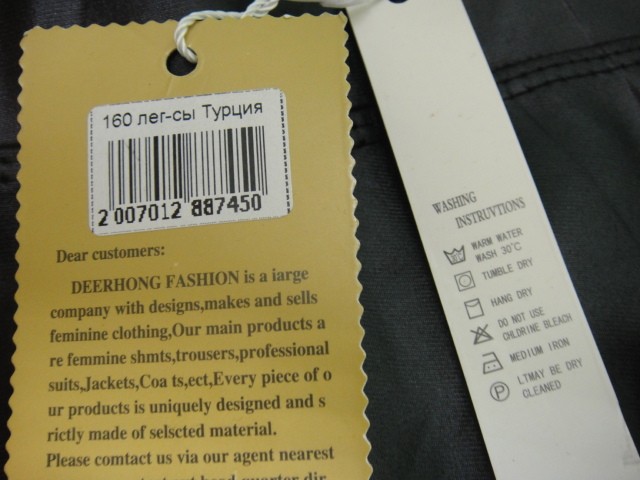 160 лег-сы Турция
2 007012 887450
Dear customers:
DEERHONG FASHION is a iarge
company with designs,makes and sells
feminine clothing,Our main products a
re femmine shmts,trousers,professional
suits,Jackets,Coa ts,ect,Every piece of o
ur products is uniquely designed and s
rictly made of selscted material.
Please comtact us via our agent nearest
WASHING
INSTRUVTIONS
WARM WATER
WASH 30℃
TUMBLE DRY
HANG DRY
DO NOT USE
CHLDRINE BLEACH
MEDIUM IRON
LTMAY BE DRY
CLEANED